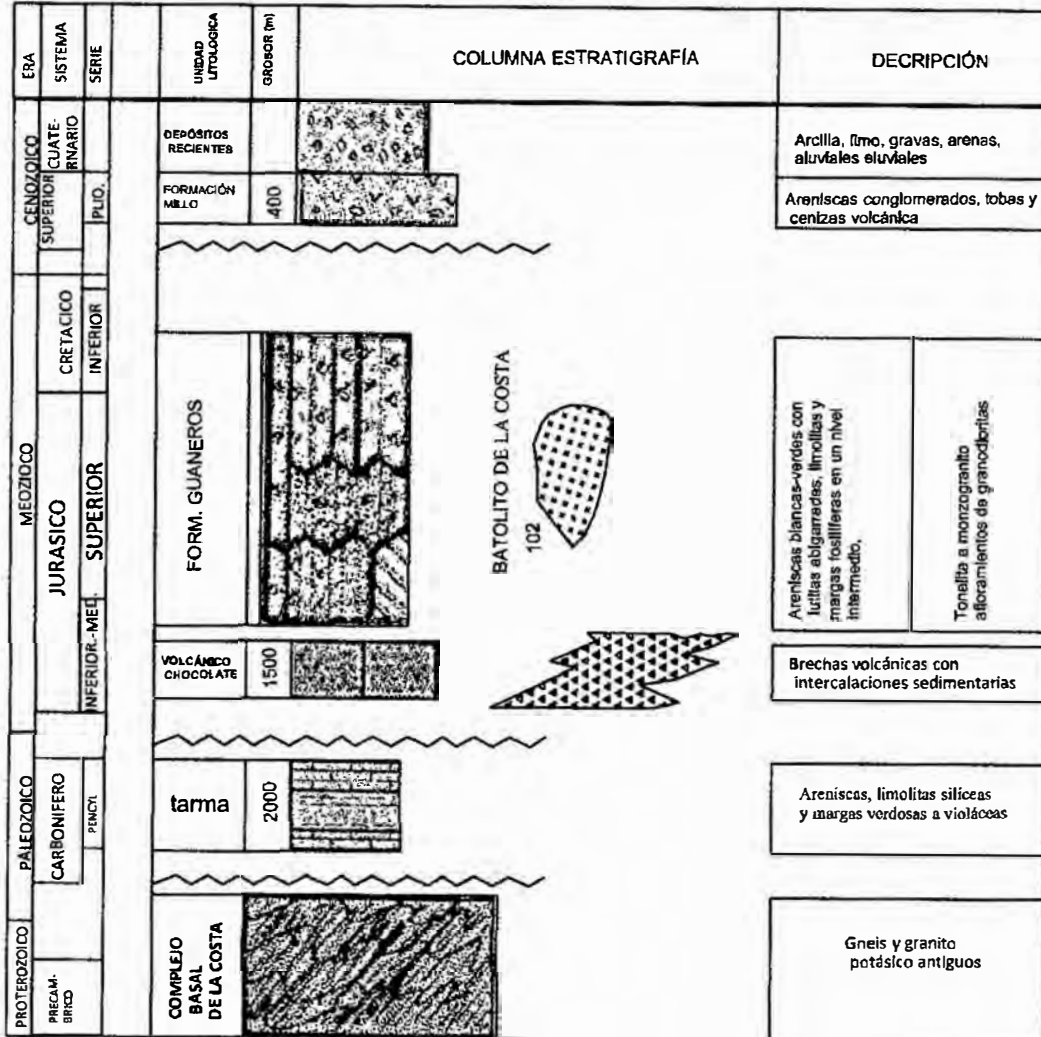 ERA
SISTEMA
SERIE
UNIDAD
LITOLOGICA
GROSOR (m)
COLUMNA ESTRATIGRAFÍA
DECRIPCIÓN
CENOZOICO
SUPERIOR
CUATE-
RNARIO
PLIO.
DEPÓSITOS
RECIENTES
Arcilla, limo, gravas, arenas,
aluviales eluviales
FORMACIÓN
MILLO
400
Areniscas conglomerados, tobas y
cenizas volcánica
MEOZIOCO
CRETACICO
INFERIOR
JURASICO
SUPERIOR
INFERIOR.-MED.
FORM. GUANEROS
BATOLITO DE LA COSTA
102
Areniscas blancas-verdes con
lutitas abigarradas, limolitas y
margas fosilíferas en un nivel
intermedio.
Tonalita a monzogranito
afloramientos de granodioritas
VOLCÁNICO
CHOCOLATE
1500
Brechas volcánicas con
intercalaciones sedimentarias
PALEOZOICO
CARBONIFERO
PENCYL
tarma
2000
Areniscas, limolitas silíceas
y margas verdosas a violáceas
PROTEROZOICO
PRECAM-
BRICO
COMPLEJO
BASAL
DE LA COSTA
Gneis y granito
potásico antiguos